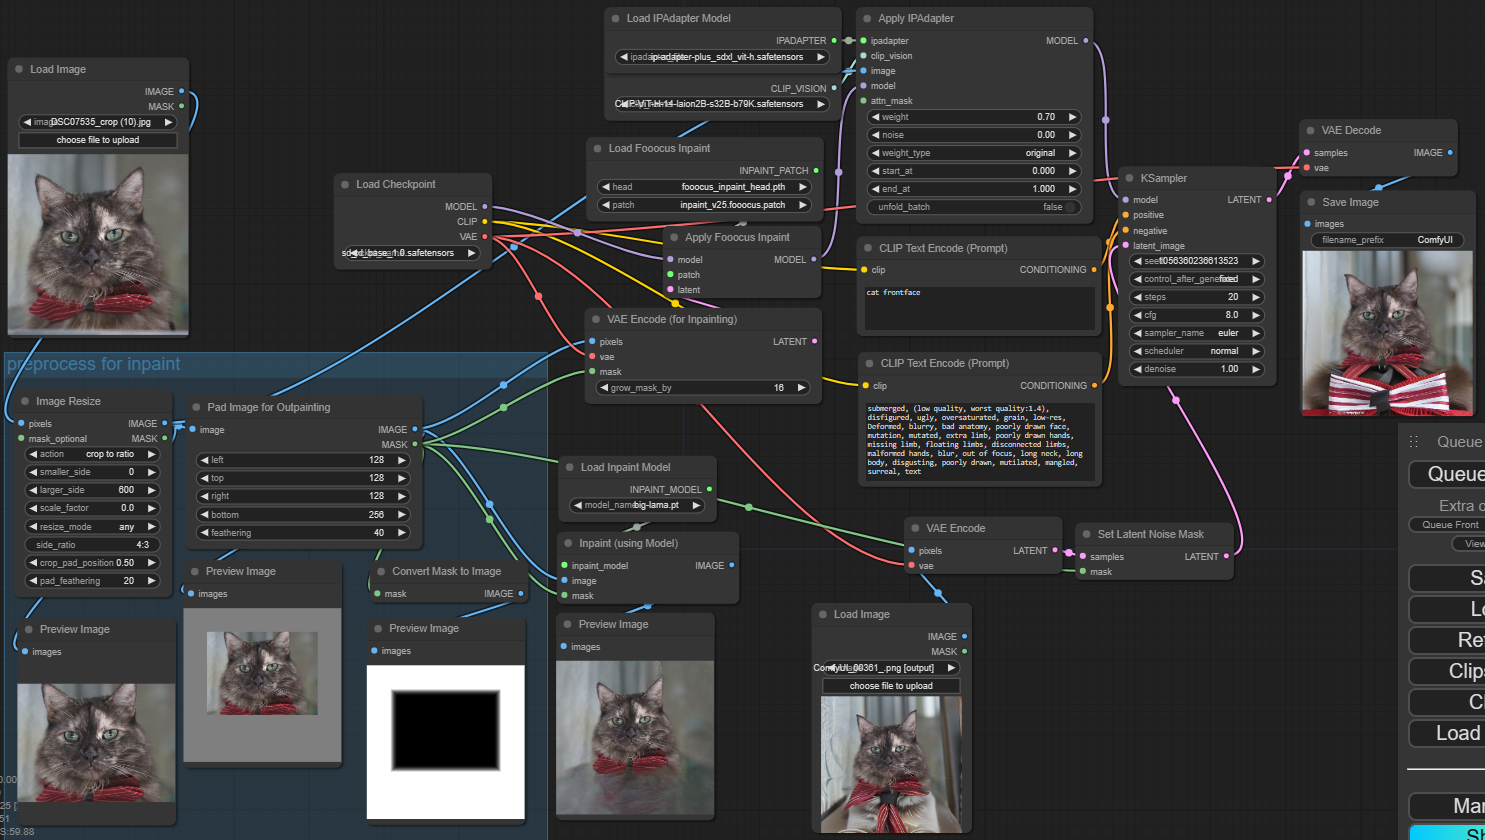 Load Image
IMAGE
MASK
DSC07535_crop (10).jpg
choose file to upload
Load IPAdapter Model
IPADAPTER
ip-adapter-plus_sdxl_vit-h.safetensors
CLIP_VISION
CLIP-ViT-H-14-laion2B-s32B-b79K.safetensors
Apply IPAdapter
ipadapter
MODEL
clip_vision
image
model
attn_mask
weight 0.70
noise 0.00
weight_type original
start_at 0.000
end_at 1.000
unfold_batch false
Load Fooocus Inpaint
INPAINT_PATCH
head fooocus_inpaint_head.pth
patch inpaint_v25.fooocus.patch
Load Checkpoint
MODEL
CLIP
VAE
Apply Fooocus Inpaint
model MODEL
patch
latent
KSampler
model LATENT
positive
negative
latent_image
control_after_generated fixed
steps 20
cfg 8.0
sampler_name euler
scheduler normal
denoise 1.00
VAE Decode
samples IMAGE
vae
Save Image
images
filename_prefix ComfyUI
CLIP Text Encode (Prompt)
clip CONDITIONING
cat frontface
CLIP Text Encode (Prompt)
clip CONDITIONING
submerged, (low quality, worst quality:1.4),
disfigured, ugly, oversaturated, grain, low-res,
Deformed, blurry, bad anatomy, poorly drawn face,
mutation, mutated, extra limb, poorly drawn hands,
missing limb, floating limbs, disconnected limbs,
malformed hands, blur, out of focus, long neck, long
body, disgusting, poorly drawn, mutilated, mangled,
surreal, text
VAE Encode (for Inpainting)
pixels LATENT
vae
mask
grow_mask_by 16
preprocess for inpaint
Image Resize
pixels IMAGE
mask_optional MASK
action crop to ratio
smaller_side 0
larger_side 600
scale_factor 0.0
resize_mode any
side_ratio 4:3
crop_pad_position 0.50
pad_feathering 20
Pad Image for Outpainting
image IMAGE
MASK
left 128
top 128
right 128
bottom 256
feathering 40
Preview Image
images
Convert Mask to Image
mask IMAGE
Preview Image
images
Preview Image
images
Load Inpaint Model
INPAINT_MODEL
model_name big-lama.pt
Inpaint (using Model)
inpaint_model IMAGE
image
mask
Preview Image
images
VAE Encode
pixels LATENT
vae
Set Latent Noise Mask
samples LATENT
mask
Load Image
IMAGE
MASK
ComfyUI_00361_.png [output]
choose file to upload
Queue
Queue
Extra o
Queue Front
View
Clips
Load
S:59.88